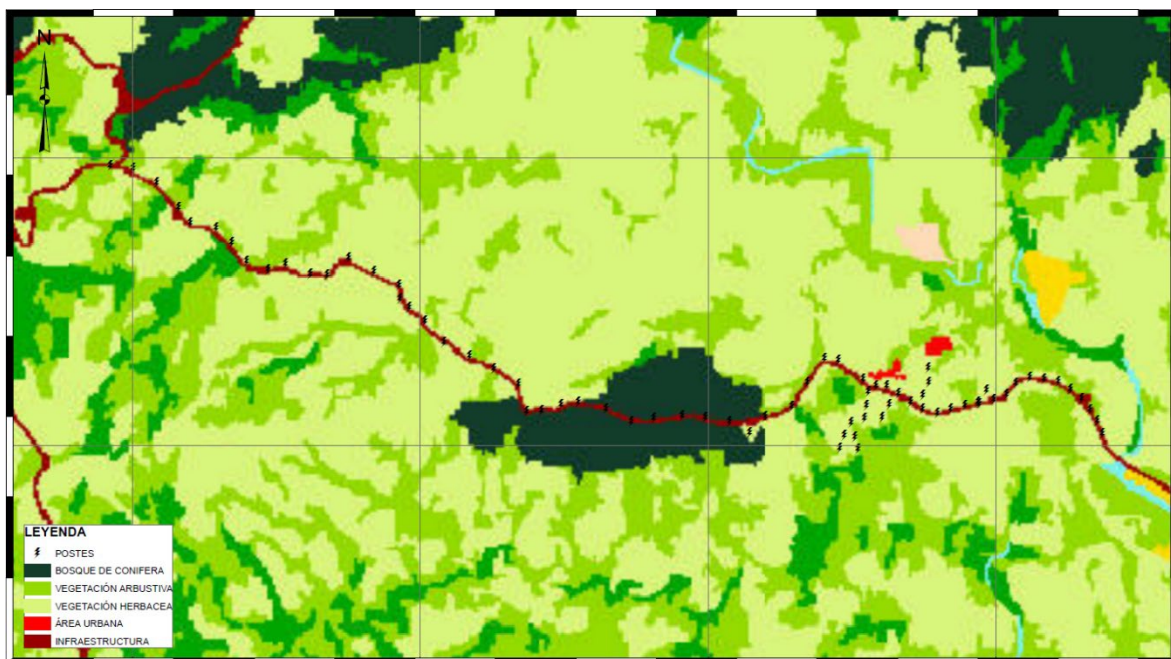 N
LEYENDA
POSTES
BOSQUE DE CONIFERA
VEGETACIÓN ARBUSTIVA
VEGETACIÓN HERBACEA
ÁREA URBANA
INFRAESTRUCTURA